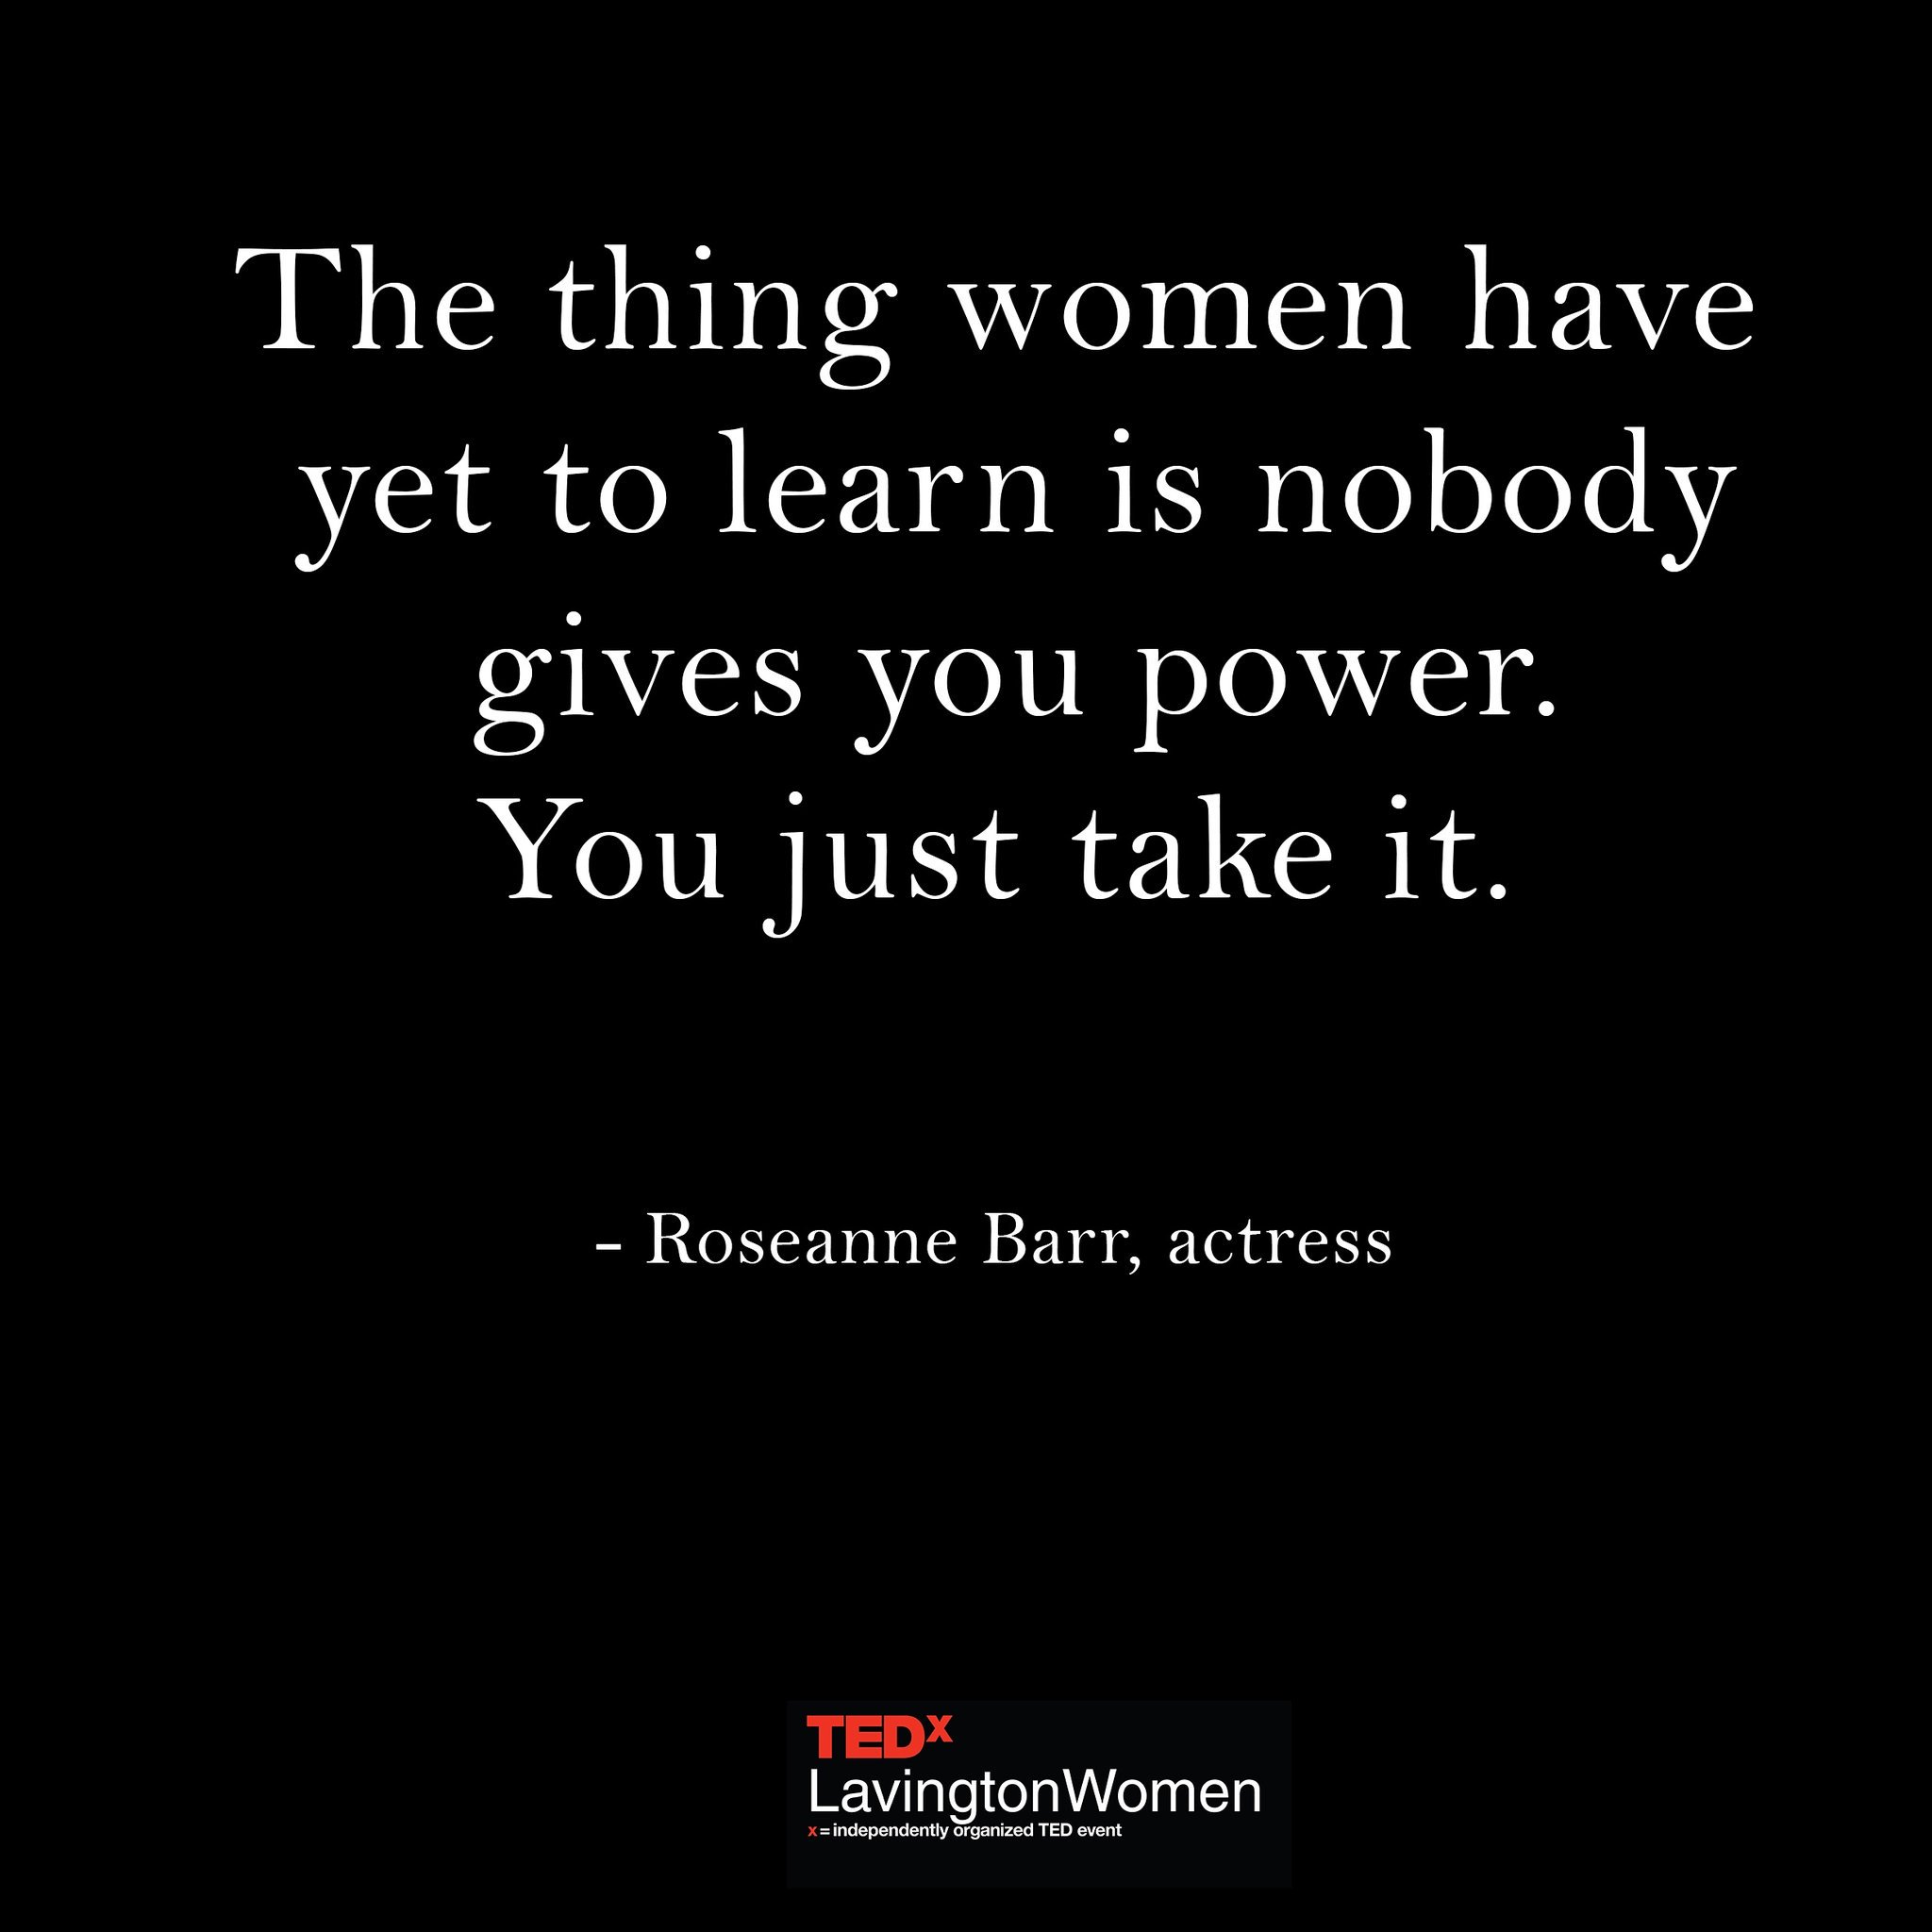 The thing women have
yet to learn is nobody
gives you power.
You just take it.
– Roseanne Barr, actress
TEDx
LavingtonWomen
x = independently organized TED event